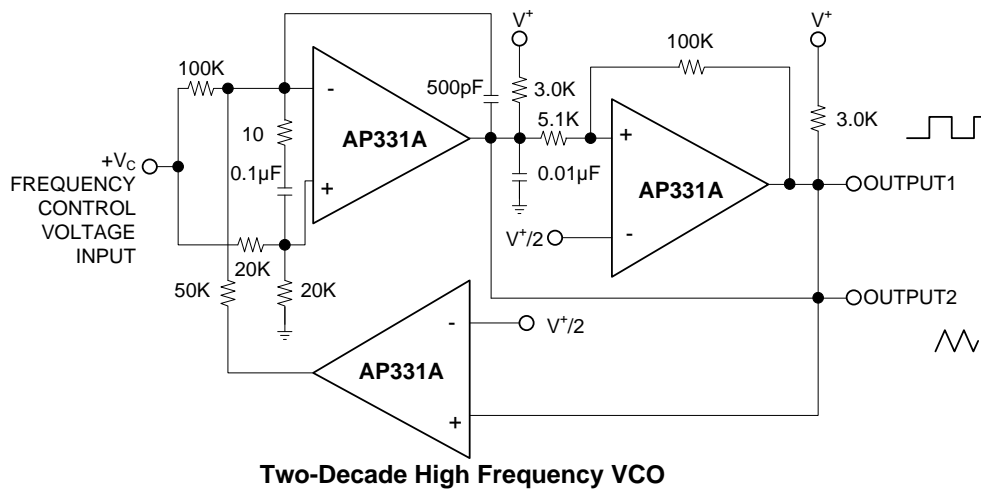 V+
V+
100K
100K
3.0K
500pF
5.1K
3.0K
-
10
AP331A
+
+VC
FREQUENCY
CONTROL
VOLTAGE
INPUT
0.1µF
+
0.01µF
AP331A
OUTPUT1
V+/2
-
20K
50K
20K
OUTPUT2
-
V+/2
AP331A
+
Two-Decade High Frequency VCO